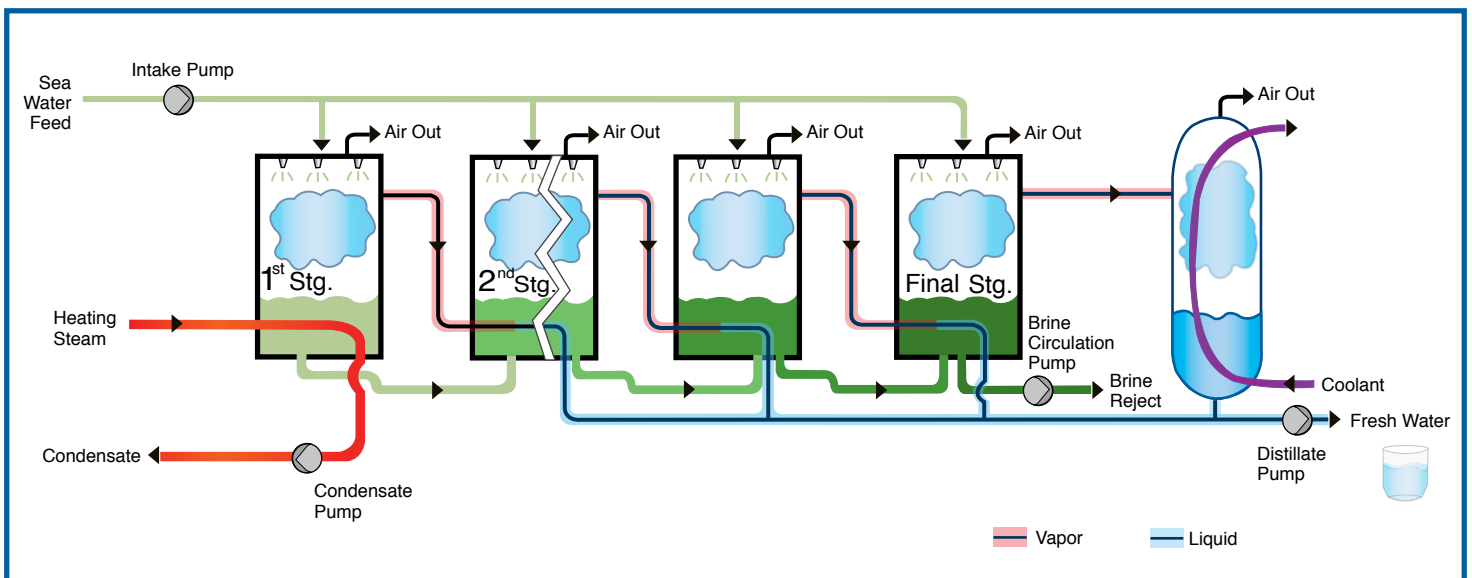 Intake Pump
Sea
Water
Feed
Air Out
Air Out
Air Out
Air Out
Air Out
1st Stg.
2nd Stg.
Final Stg.
Heating
Steam
Brine
Circulation
Pump
Coolant
Brine
Reject
Fresh Water
Condensate
Condensate
Pump
Distillate
Pump
Vapor
Liquid